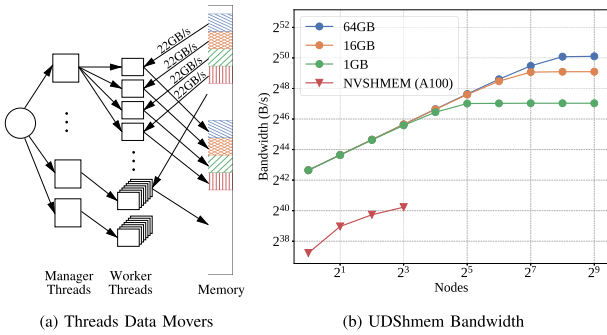 22GB/s
22GB/s
22GB/s
22GB/s
Manager
Threads
Worker
Threads
Memory
(a) Threads Data Movers
Bandwidth (B/s)
2^52
2^50
2^48
2^46
2^44
2^42
2^40
2^38
64GB
16GB
1GB
NVSHMEM (A100)
2^1
2^3
2^5
2^7
2^9
Nodes
(b) UDShmem Bandwidth